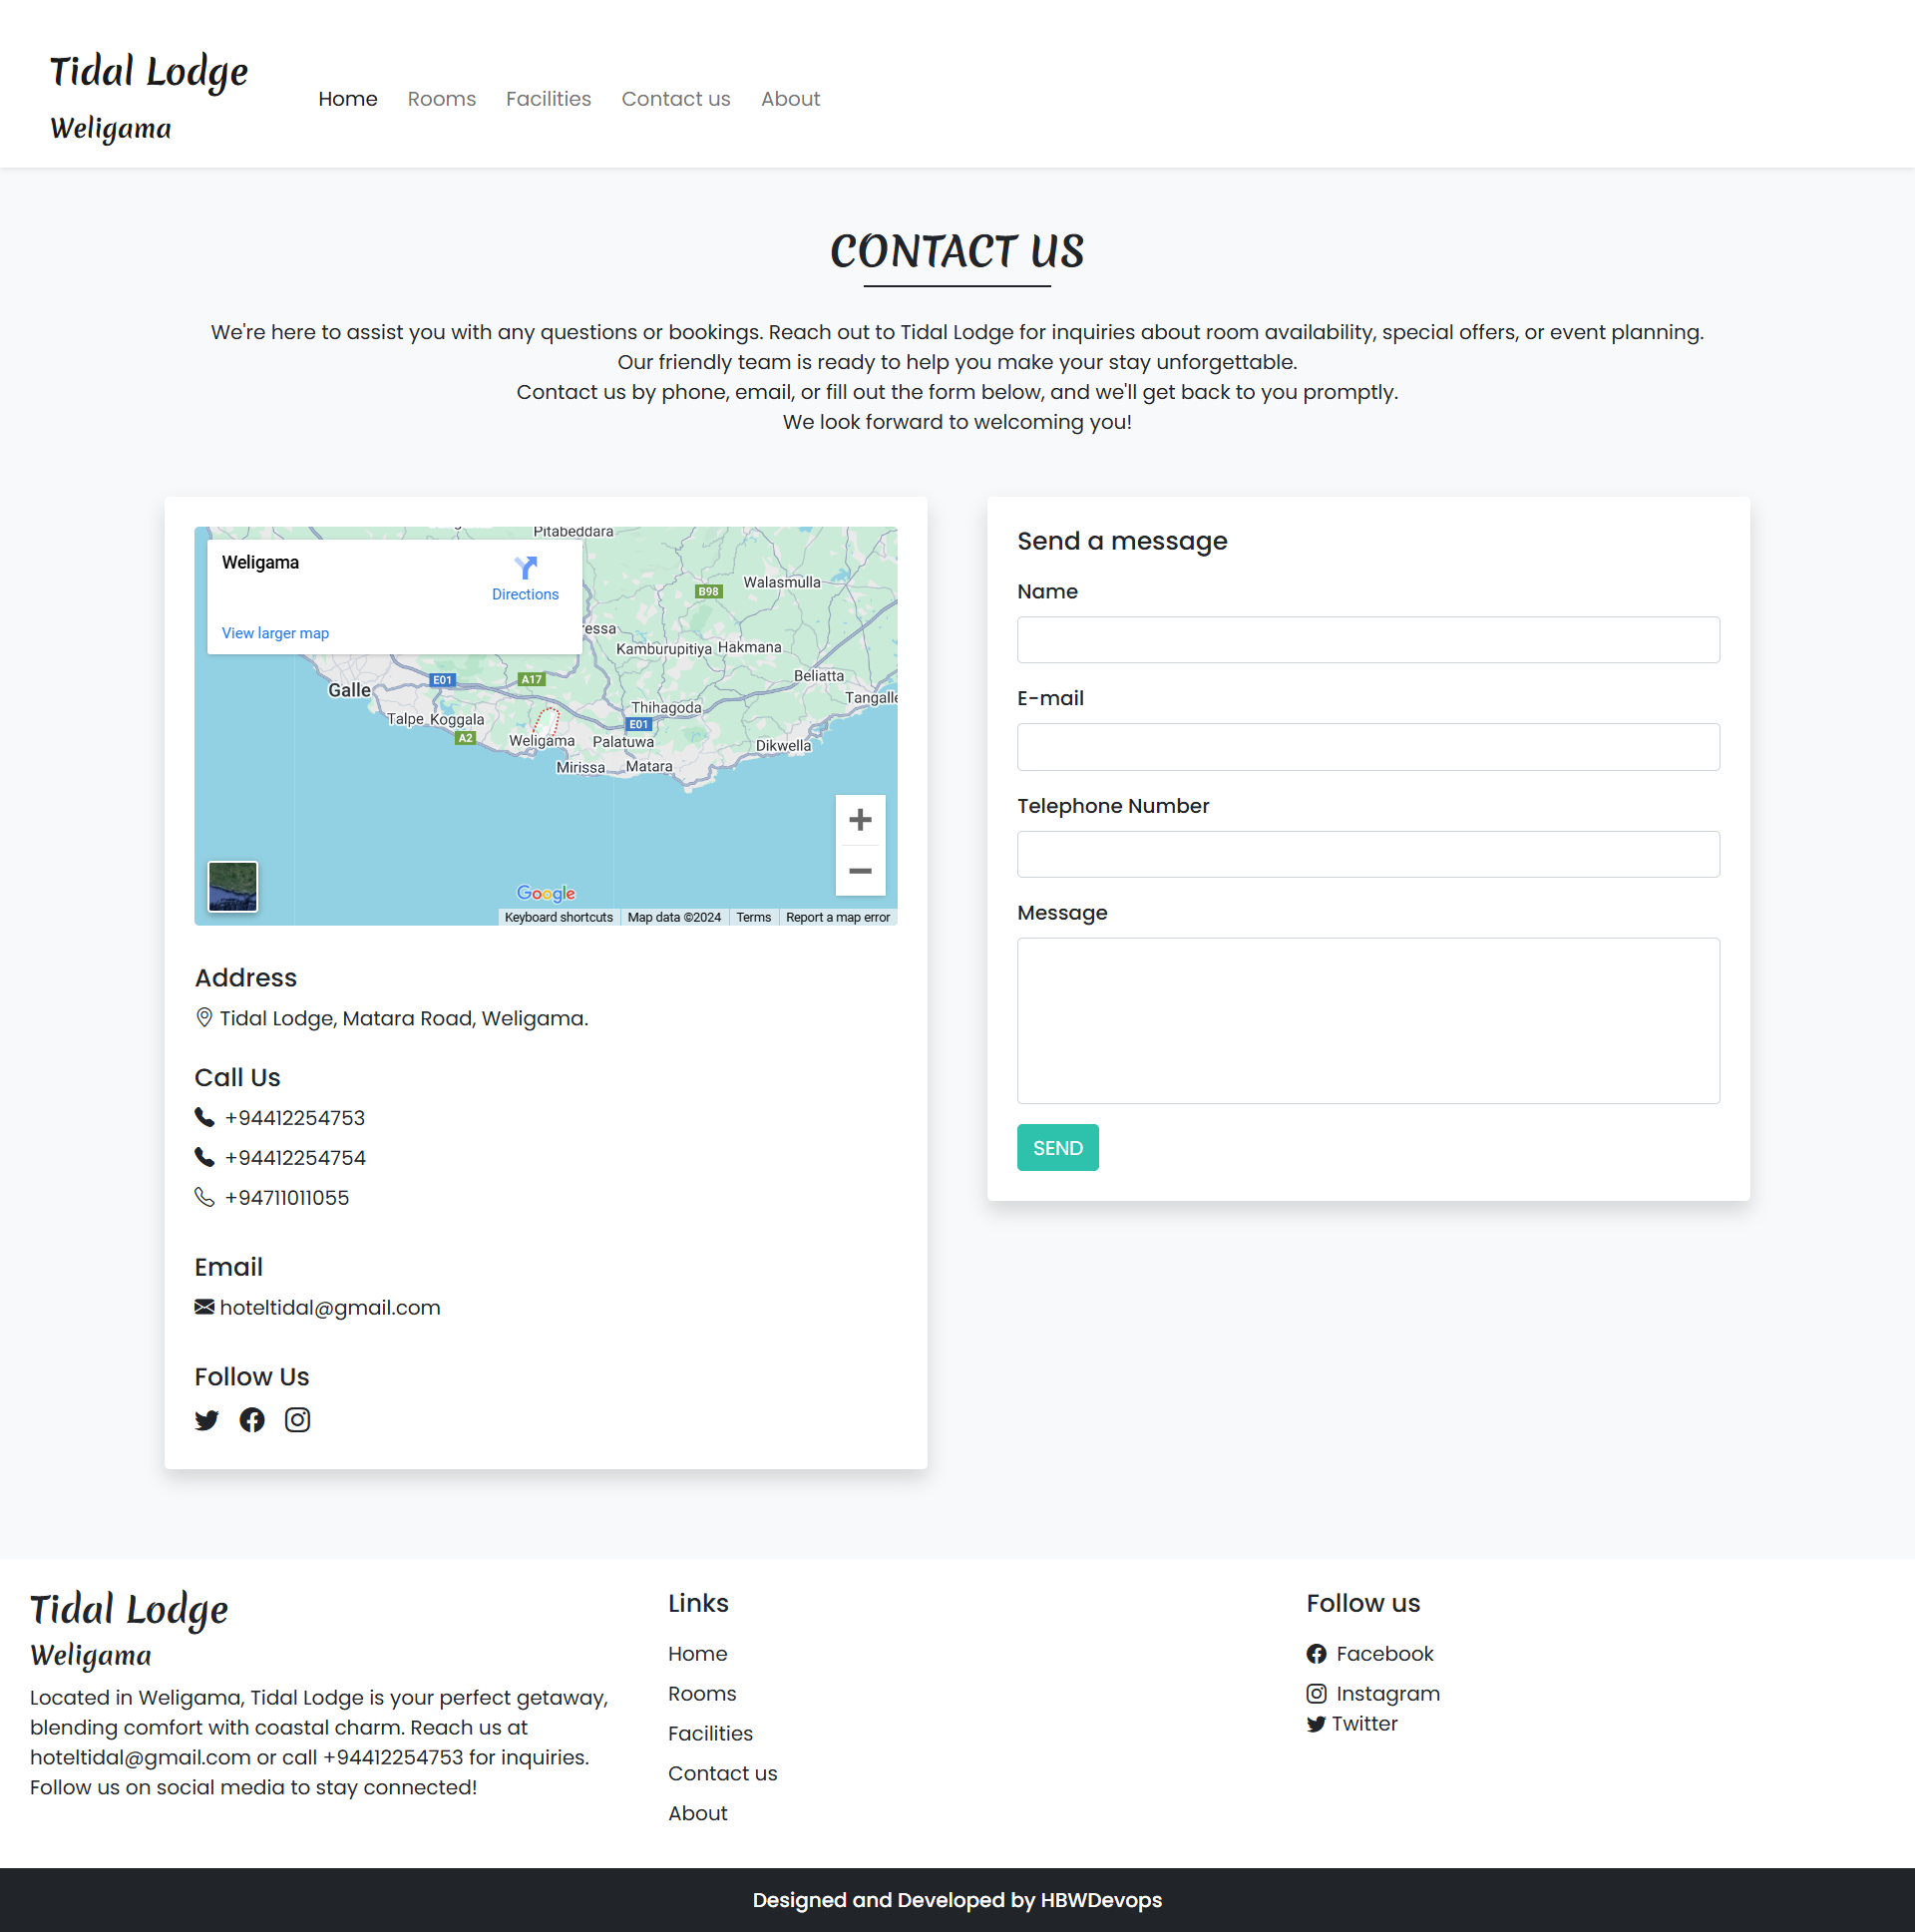 Tidal Lodge
Weligama
Home Rooms Facilities Contact us About
CONTACT US
We're here to assist you with any questions or bookings. Reach out to Tidal Lodge for inquiries about room availability, special offers, or event planning.
Our friendly team is ready to help you make your stay unforgettable.
Contact us by phone, email, or fill out the form below, and we'll get back to you promptly.
We look forward to welcoming you!
Pitabeddara
Weligama
Directions
View larger map
Walasmulla
B98
essa
Kamburupitiya Hakmana
Beliatta
Galle
E01
A17
Tangalle
Talpe Koggala
Thihagoda
A2
E01
Weligama
Palatuwa
Dikwella
Mirissa
Matara
Google
Keyboard shortcuts Map data ©2024 Terms Report a map error
Address
Tidal Lodge, Matara Road, Weligama.
Call Us
+94412254753
+94412254754
+94711011055
Email
hoteltidal@gmail.com
Follow Us
Send a message
Name
E-mail
Telephone Number
Message
SEND
Tidal Lodge
Weligama
Located in Weligama, Tidal Lodge is your perfect getaway,
blending comfort with coastal charm. Reach us at
hoteltidal@gmail.com or call +94412254753 for inquiries.
Follow us on social media to stay connected!
Links
Home
Rooms
Facilities
Contact us
About
Follow us
Facebook
Instagram
Twitter
Designed and Developed by HBWDevops